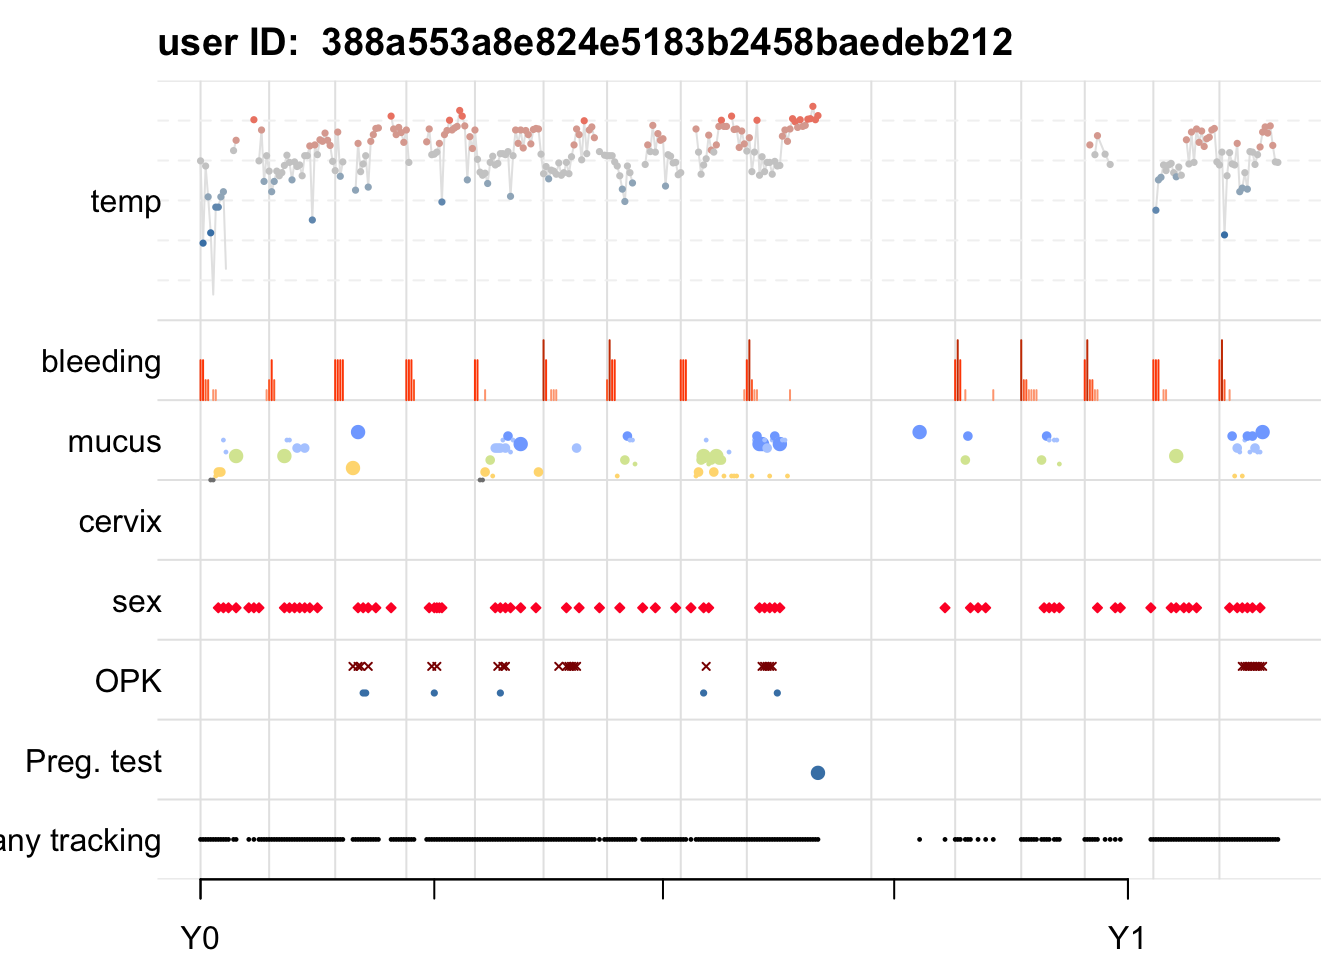 user ID:  388a553a8e824e5183b2458baedeb212
temp
bleeding
mucus
cervix
sex
OPK
Preg. test
any tracking
Y0 Y1